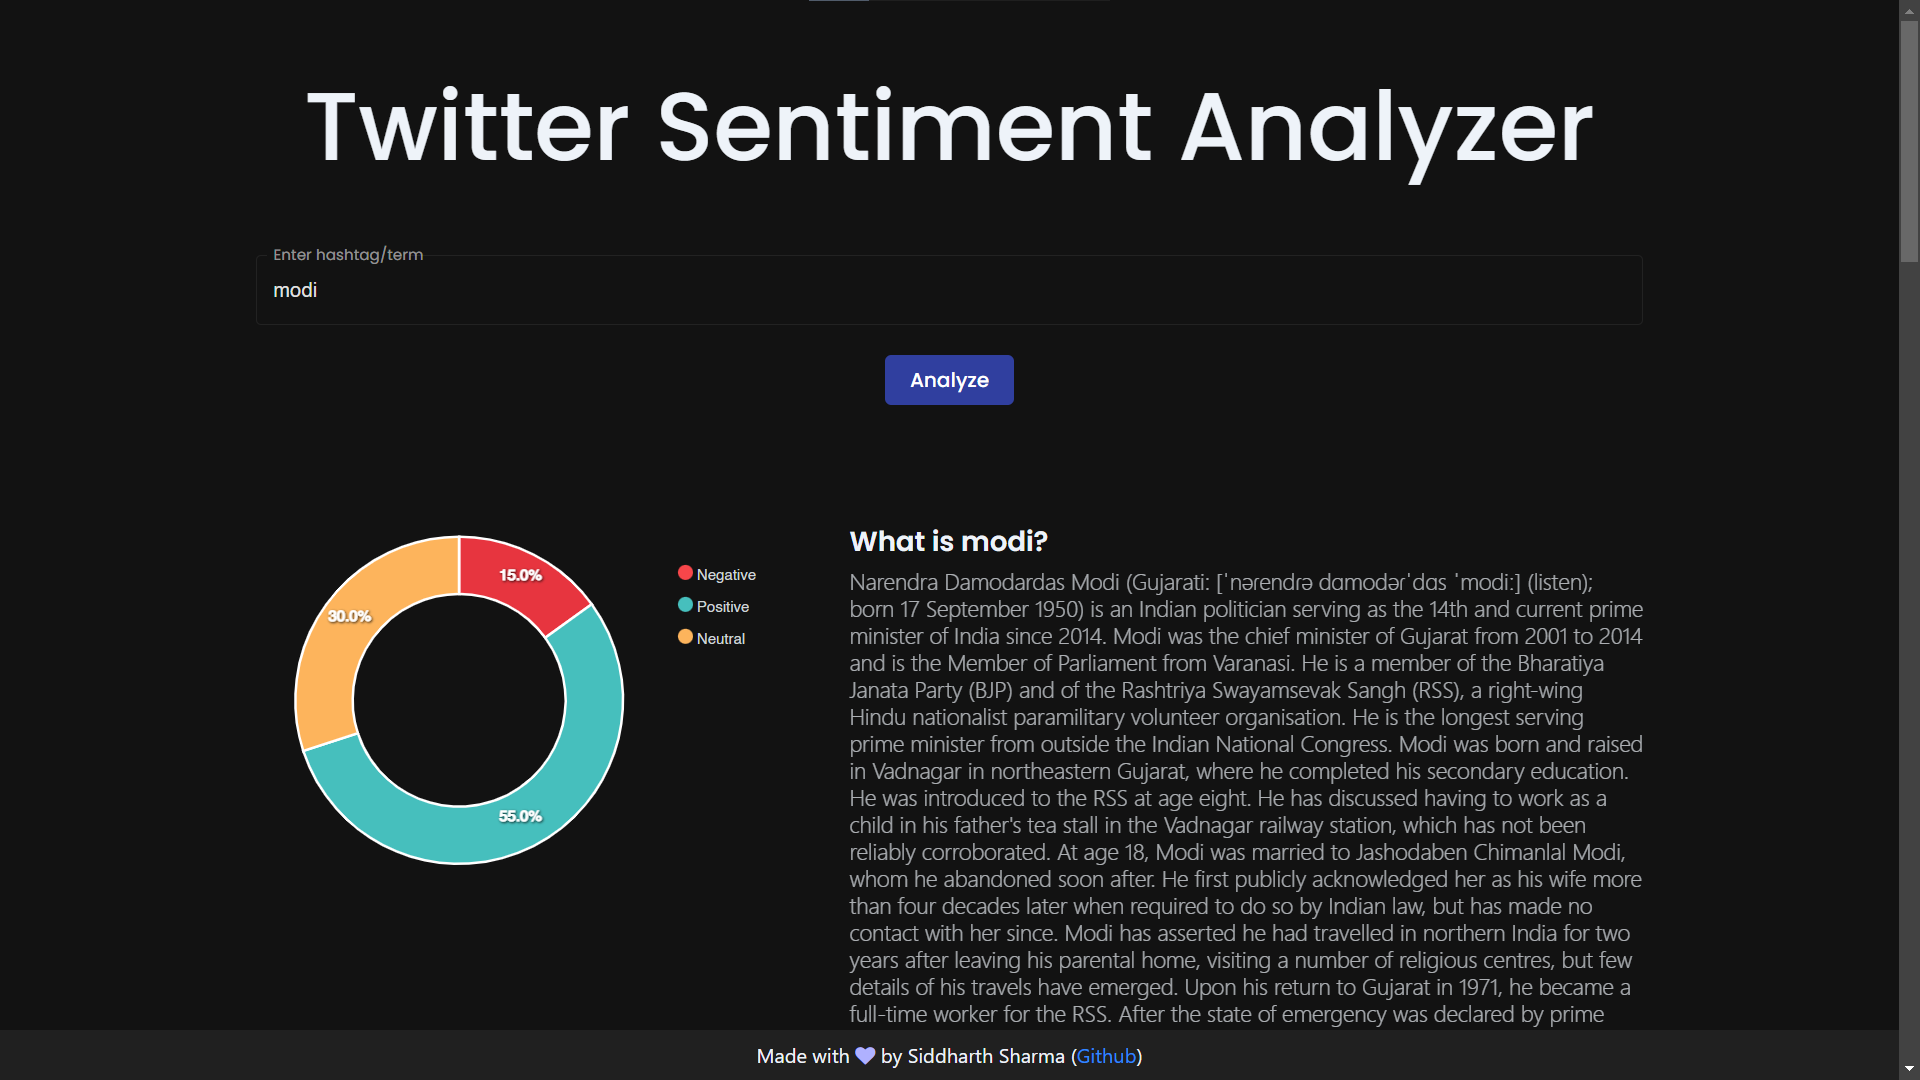 Twitter Sentiment Analyzer
Enter hashtag/term
modi
Analyze
15.0%
30.0%
55.0%
Negative
Positive
Neutral
What is modi?
Narendra Damodardas Modi (Gujarati: [ˈnəɾendɾə dɑmodəɾˈdɑs ˈmodiː] (listen);
born 17 September 1950) is an Indian politician serving as the 14th and current prime
minister of India since 2014. Modi was the chief minister of Gujarat from 2001 to 2014
and is the Member of Parliament from Varanasi. He is a member of the Bharatiya
Janata Party (BJP) and of the Rashtriya Swayamsevak Sangh (RSS), a right-wing
Hindu nationalist paramilitary volunteer organisation. He is the longest serving
prime minister from outside the Indian National Congress. Modi was born and raised
in Vadnagar in northeastern Gujarat, where he completed his secondary education.
He was introduced to the RSS at age eight. He has discussed having to work as a
child in his father's tea stall in the Vadnagar railway station, which has not been
reliably corroborated. At age 18, Modi was married to Jashodaben Chimanlal Modi,
whom he abandoned soon after. He first publicly acknowledged her as his wife more
than four decades later when required to do so by Indian law, but has made no
contact with her since. Modi has asserted he had travelled in northern India for two
years after leaving his parental home, visiting a number of religious centres, but few
details of his travels have emerged. Upon his return to Gujarat in 1971, he became a
full-time worker for the RSS. After the state of emergency was declared by prime
Made with 💜 by Siddharth Sharma (Github)